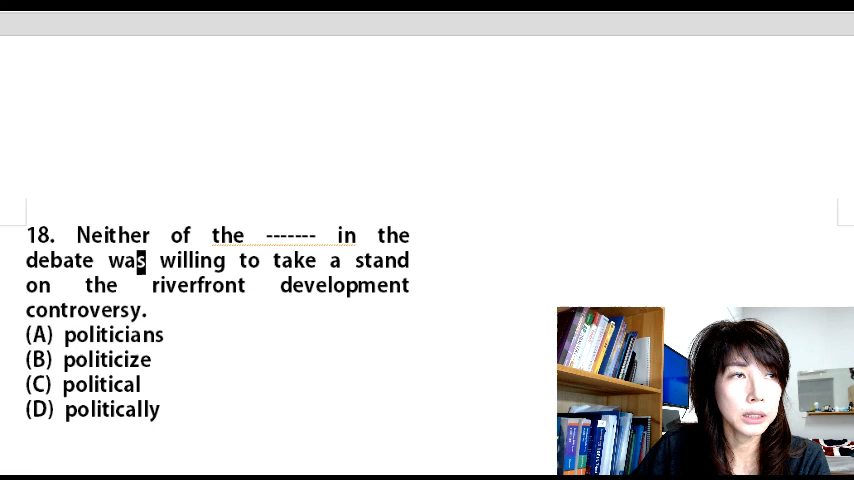 18. Neither of the ------- in the
debate was willing to take a stand
on the riverfront development
controversy.
(A) politicians
(B) politicize
(C) political
(D) politically